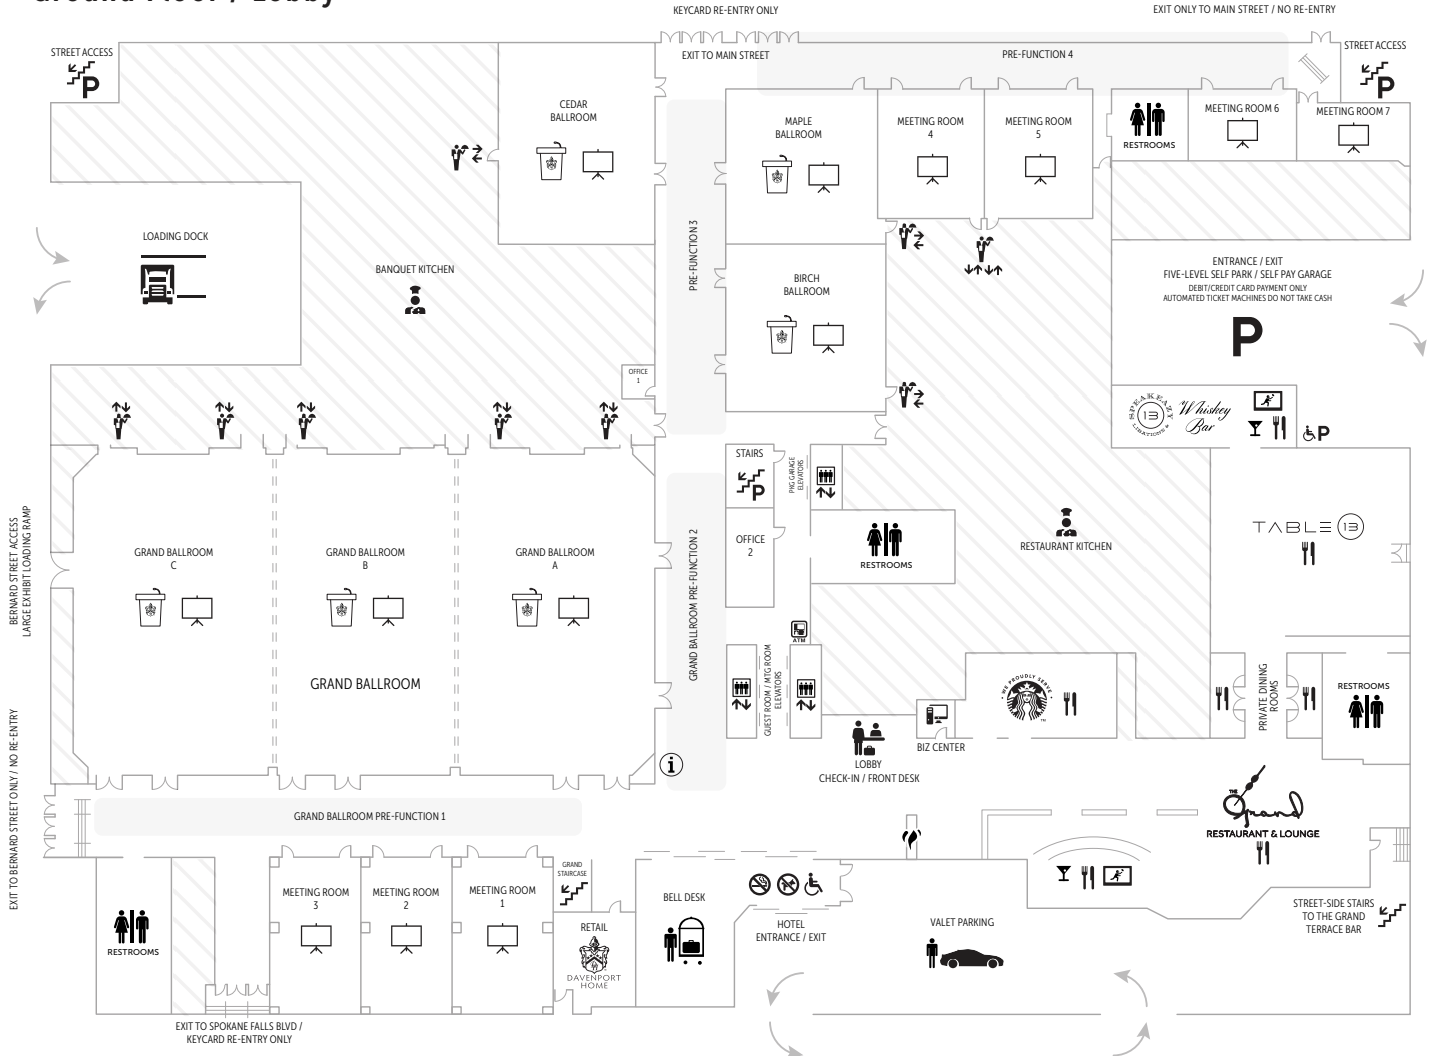 Ground Floor / Lobby
KEYCARD RE-ENTRY ONLY
EXIT ONLY TO MAIN STREET / NO RE-ENTRY
STREET ACCESS
P
EXIT TO MAIN STREET
PRE-FUNCTION 4
STREET ACCESS
P
CEDAR
BALLROOM
MAPLE
BALLROOM
MEETING ROOM
4
MEETING ROOM
5
RESTROOMS
MEETING ROOM 6
MEETING ROOM 7
LOADING DOCK
BANQUET KITCHEN
PRE-FUNCTION 3
BIRCH
BALLROOM
ENTRANCE / EXIT
FIVE-LEVEL SELF PARK / SELF PAY GARAGE
DEBIT/CREDIT CARD PAYMENT ONLY
AUTOMATED TICKET MACHINES DO NOT TAKE CASH
P
OFFICE
1
SPEAKEAZY
13
LIBATIONS &
Whiskey
Bar
P
STAIRS
P
PKG GARAGE
ELEVATORS
OFFICE
2
RESTROOMS
RESTAURANT KITCHEN
TABLE 13
BERNARD STREET ACCESS
LARGE EXHIBIT LOADING RAMP
GRAND BALLROOM
C
GRAND BALLROOM
B
GRAND BALLROOM
A
GRAND BALLROOM
GRAND BALLROOM PRE-FUNCTION 2
ATM
GUEST ROOM / MTG ROOM
ELEVATORS
WE PROUDLY SERVE
TM
PRIVATE DINING
ROOMS
RESTROOMS
i
LOBBY
CHECK-IN / FRONT DESK
BIZ CENTER
EXIT TO BERNARD STREET ONLY / NO RE-ENTRY
GRAND BALLROOM PRE-FUNCTION 1
THE
Grand
RESTAURANT & LOUNGE
RESTROOMS
MEETING ROOM
3
MEETING ROOM
2
MEETING ROOM
1
GRAND
STAIRCASE
RETAIL
DAVENPORT
HOME
BELL DESK
HOTEL
ENTRANCE / EXIT
VALET PARKING
STREET-SIDE STAIRS
TO THE GRAND
TERRACE BAR
EXIT TO SPOKANE FALLS BLVD /
KEYCARD RE-ENTRY ONLY